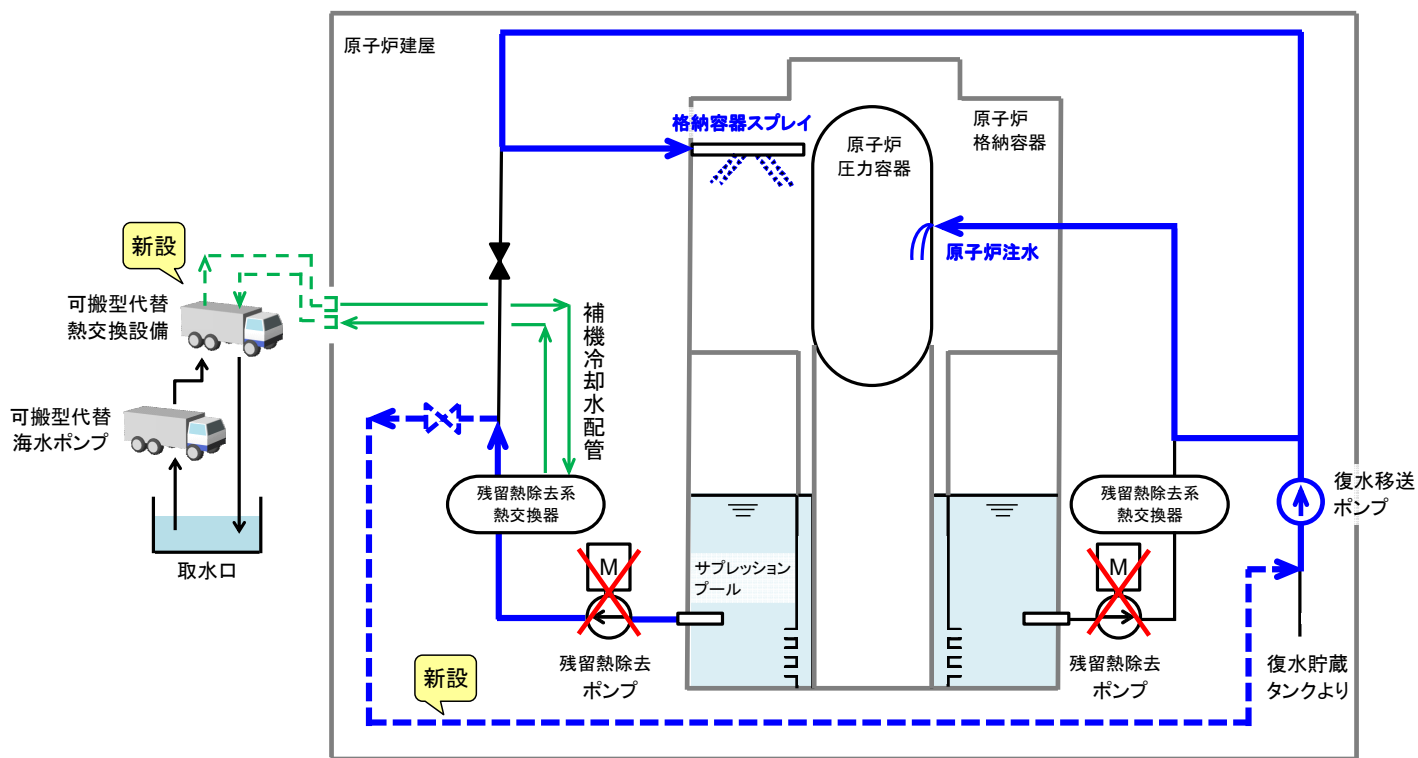 原子炉建屋
格納容器スプレイ
原子炉
圧力容器
原子炉
格納容器
新設
可搬型代替
熱交換設備
原子炉注水
補機冷却水配管
可搬型代替
海水ポンプ
残留熱除去系
熱交換器
残留熱除去系
熱交換器
復水移送
ポンプ
取水口
M
サプレッション
プール
M
残留熱除去
ポンプ
残留熱除去
ポンプ
復水貯蔵
タンクより
新設